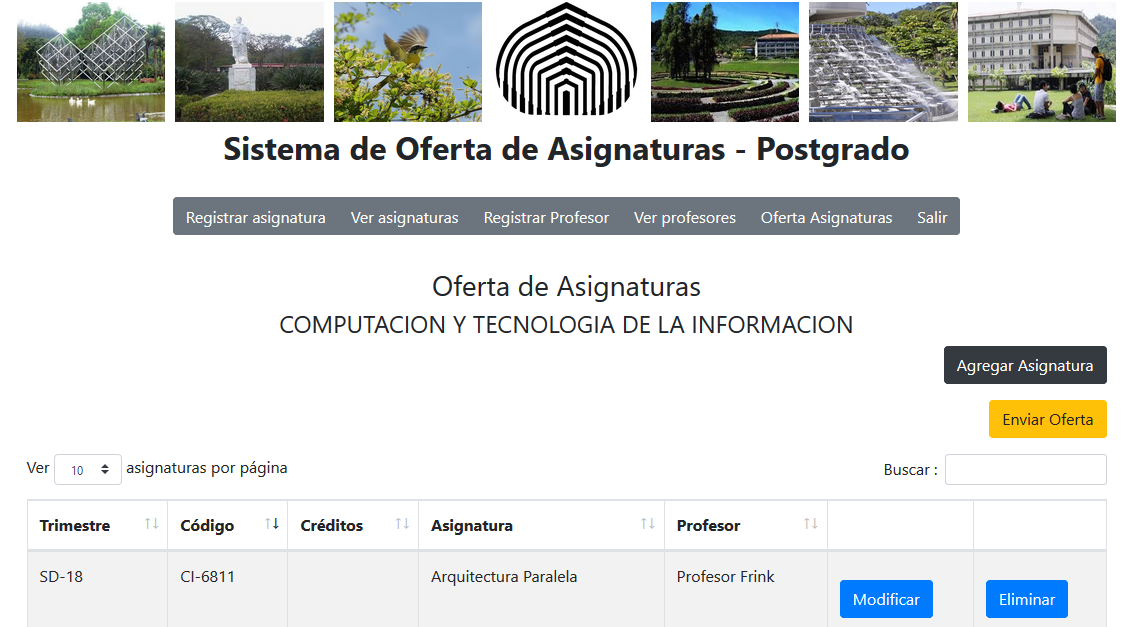 Sistema de Oferta de Asignaturas - Postgrado
Registrar asignatura Ver asignaturas Registrar Profesor Ver profesores Oferta Asignaturas Salir
Oferta de Asignaturas
COMPUTACION Y TECNOLOGIA DE LA INFORMACION
Agregar Asignatura
Enviar Oferta
Ver 10 asignaturas por página Buscar :
Trimestre Código Créditos Asignatura Profesor
SD-18 CI-6811 Arquitectura Paralela Profesor Frink
Modificar Eliminar